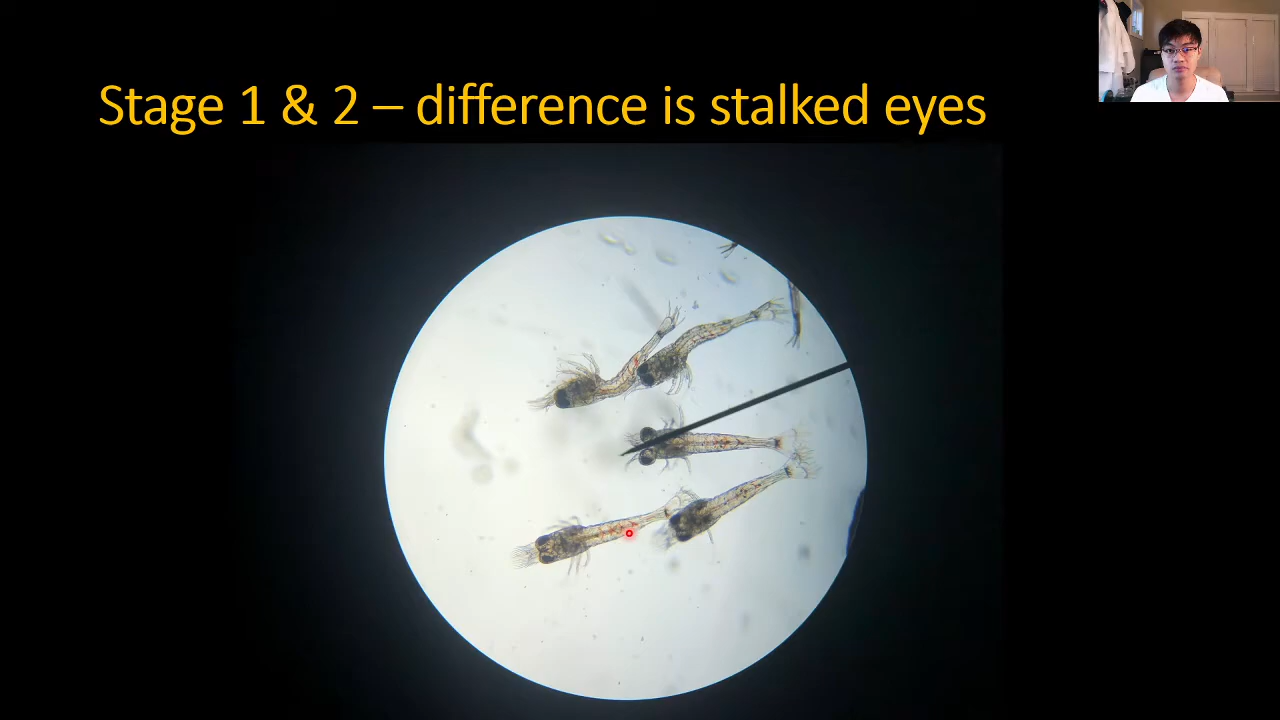 Stage 1 & 2 – difference is stalked eyes